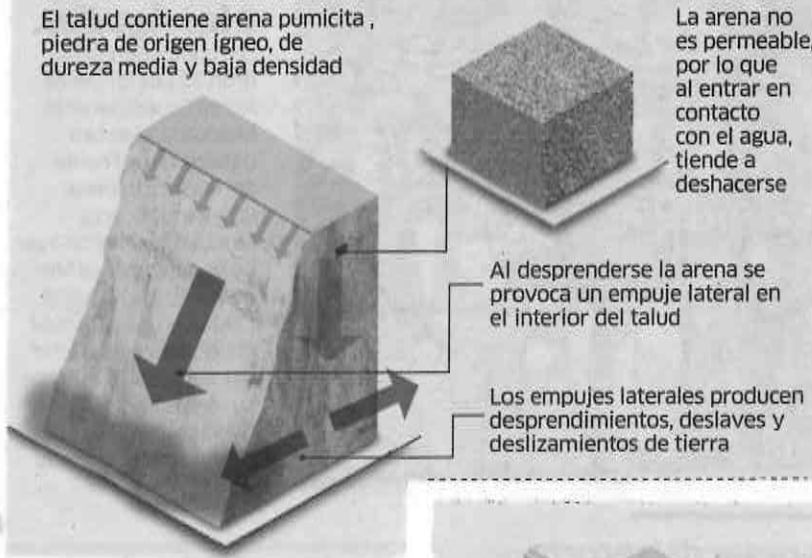 El talud contiene arena pumicita ,
piedra de origen ígneo, de
dureza media y baja densidad
La arena no
es permeable,
por lo que
al entrar en
contacto
con el agua,
tiende a
deshacerse
Al desprenderse la arena se
provoca un empuje lateral en
el interior del talud
Los empujes laterales producen
desprendimientos, deslaves y
deslizamientos de tierra